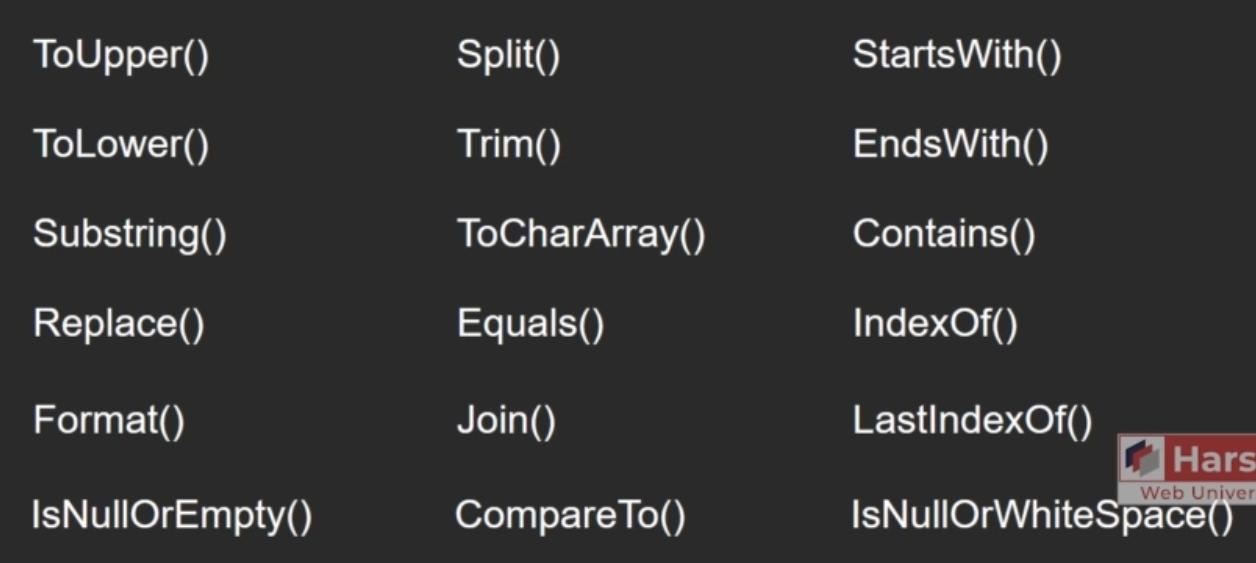 ToUpper() Split() StartsWith()
ToLower() Trim() EndsWith()
Substring() ToCharArray() Contains()
Replace() Equals() IndexOf()
Format() Join() LastIndexOf()
Hars
Web Univer
IsNullOrEmpty() CompareTo() IsNullOrWhiteSpace()